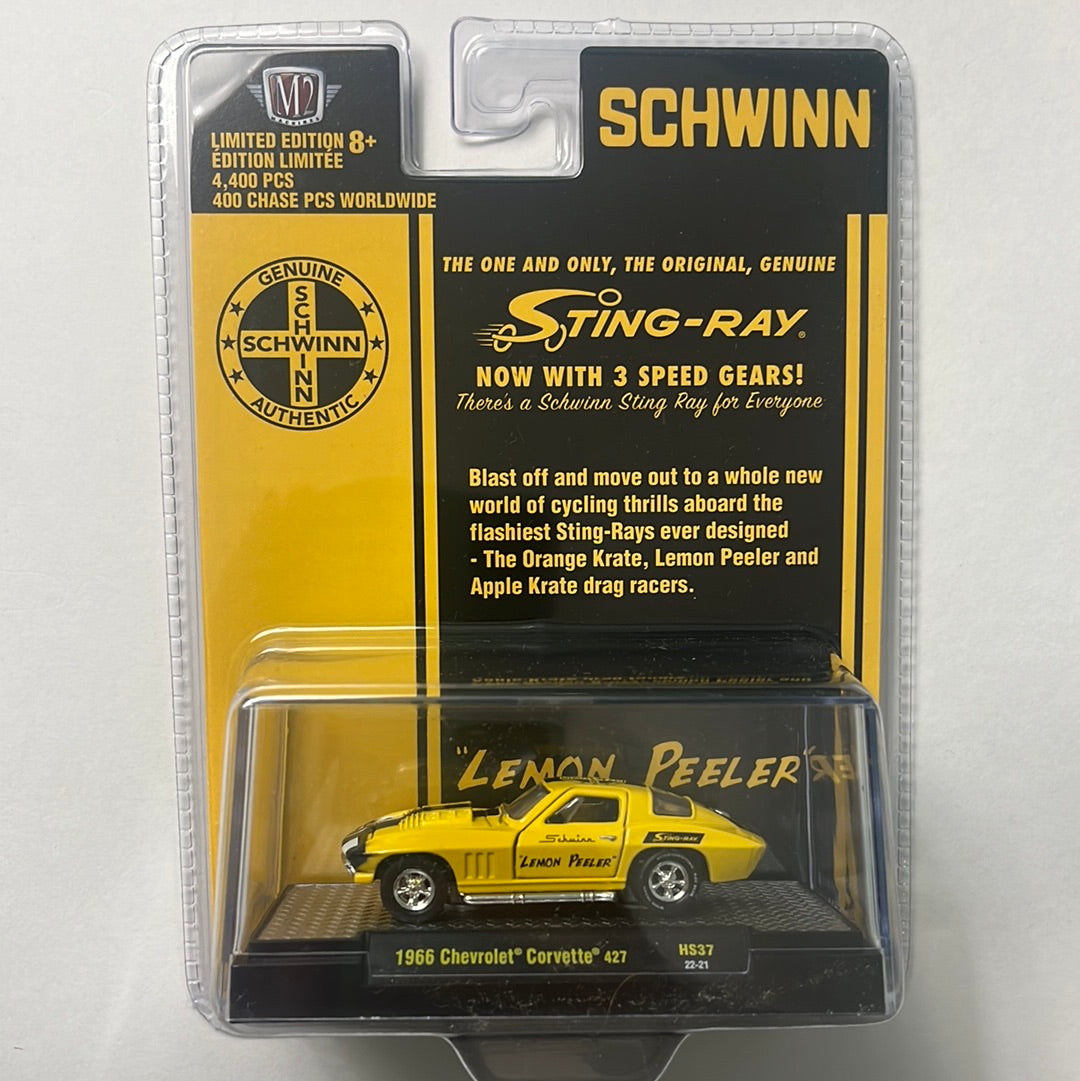 M2
MACHINES
LIMITED EDITION 8+
ÉDITION LIMITÉE
4,400 PCS
400 CHASE PCS WORLDWIDE
SCHWINN
GENUINE
SCHWINN
SCHWINN
AUTHENTIC
THE ONE AND ONLY, THE ORIGINAL, GENUINE
STING-RAY®
NOW WITH 3 SPEED GEARS!
There's a Schwinn Sting Ray for Everyone
Blast off and move out to a whole new
world of cycling thrills aboard the
flashiest Sting-Rays ever designed
- The Orange Krate, Lemon Peeler and
Apple Krate drag racers.
"LEMON PEELER"
Schwinn
STING-RAY
"LEMON PEELER"
1966 Chevrolet® Corvette® 427
HS37
22-21